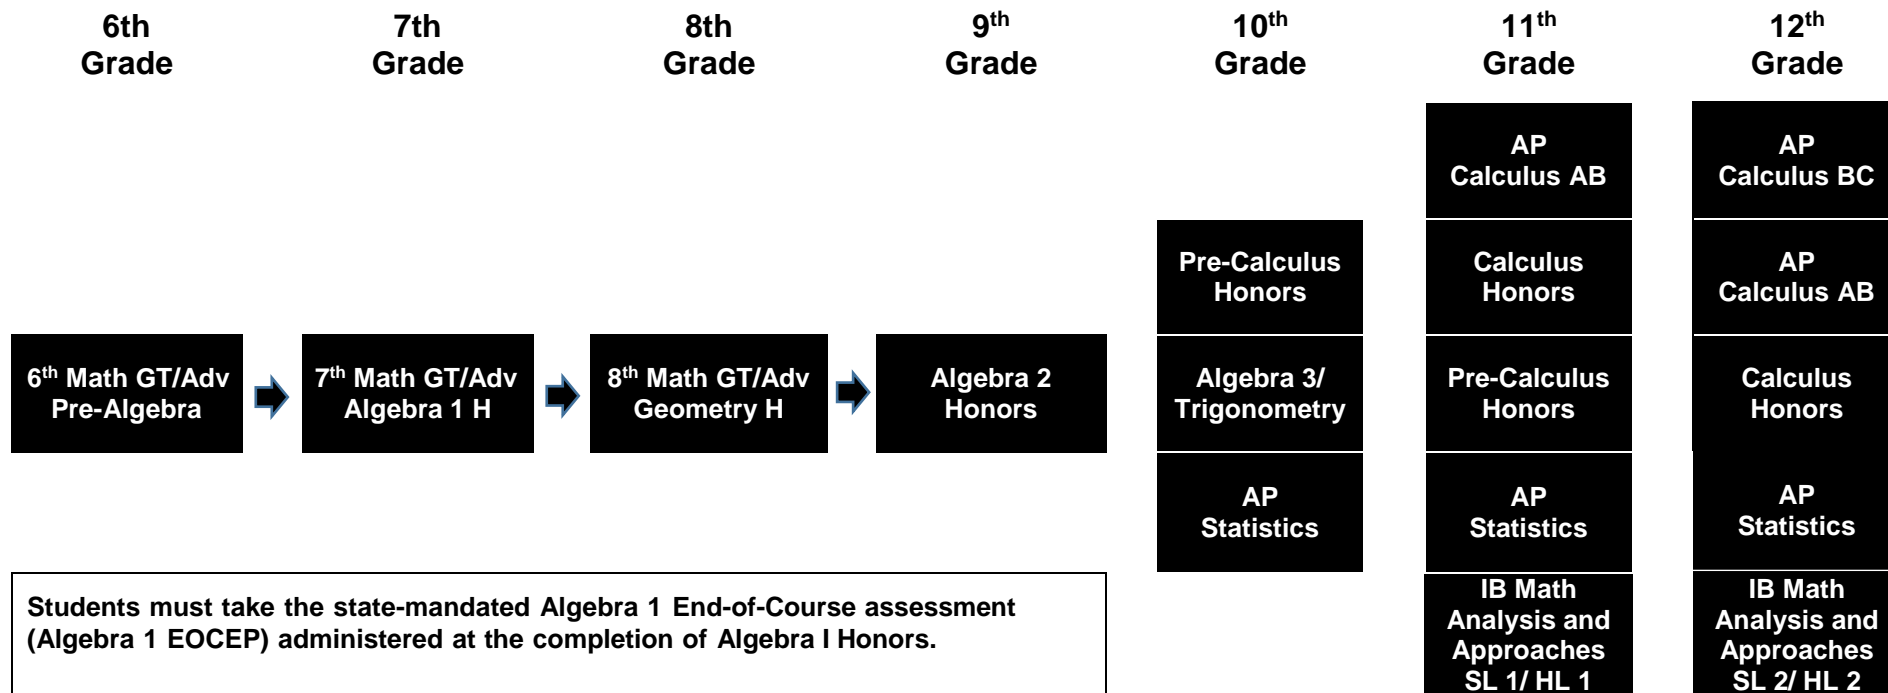 6th
Grade
7th
Grade
8th
Grade
9th
Grade
10th
Grade
11th
Grade
12th
Grade
6th Math GT/Adv
Pre-Algebra
7th Math GT/Adv
Algebra 1 H
8th Math GT/Adv
Geometry H
Algebra 2
Honors
Pre-Calculus
Honors
Algebra 3/
Trigonometry
AP
Statistics
AP
Calculus AB
Calculus
Honors
Pre-Calculus
Honors
AP
Statistics
IB Math
Analysis and
Approaches
SL 1/ HL 1
AP
Calculus BC
AP
Calculus AB
Calculus
Honors
AP
Statistics
IB Math
Analysis and
Approaches
SL 2/ HL 2
Students must take the state-mandated Algebra 1 End-of-Course assessment
(Algebra 1 EOCEP) administered at the completion of Algebra I Honors.